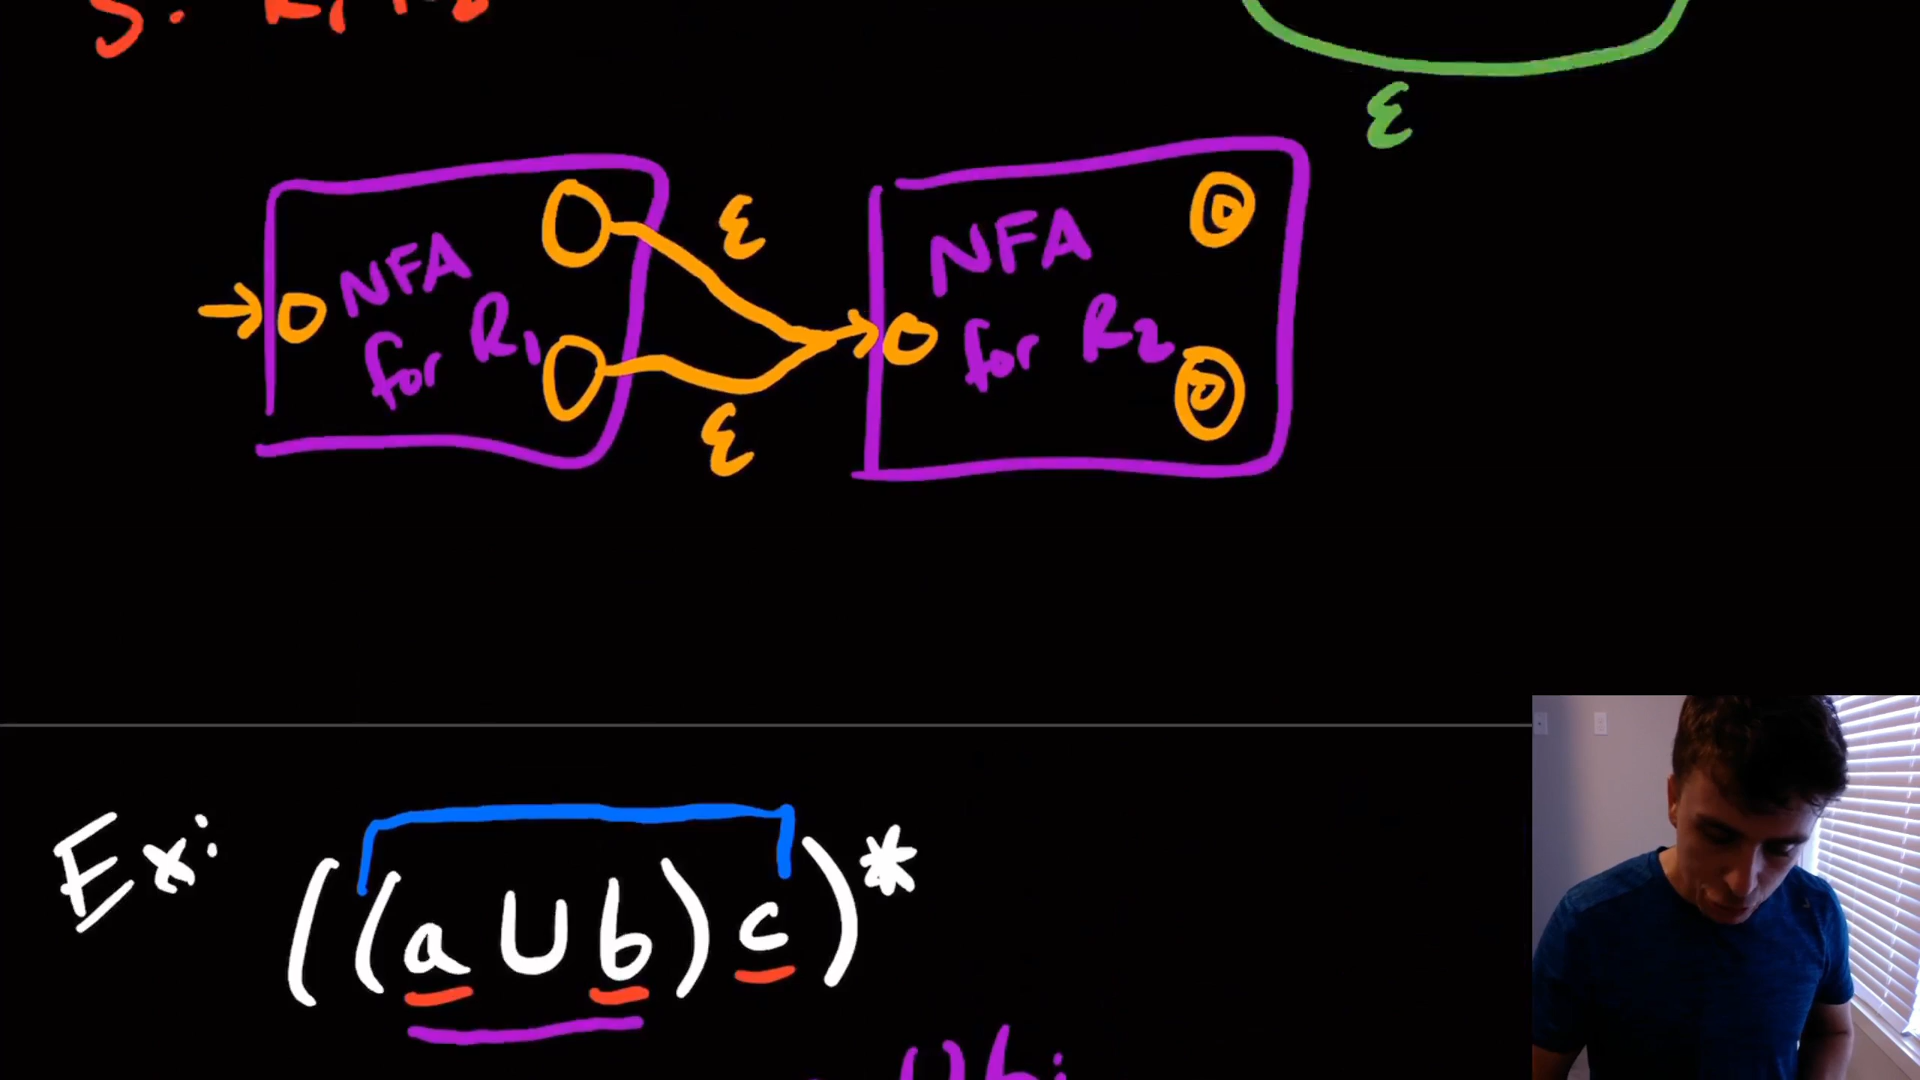 ε
NFA for R₁
ε
ε
NFA for R₂
Ex: ((a ∪ b) c)*